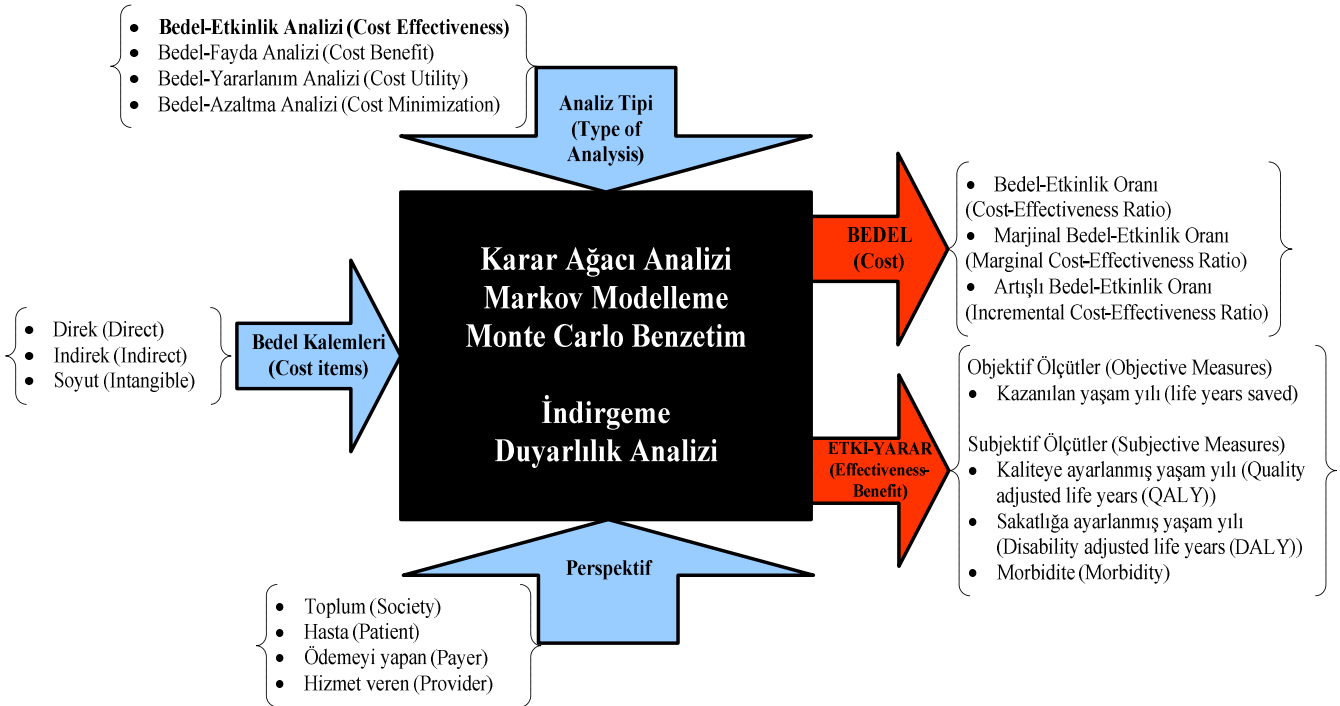 • Bedel-Etkinlik Analizi (Cost Effectiveness)
• Bedel-Fayda Analizi (Cost Benefit)
• Bedel-Yararlanım Analizi (Cost Utility)
• Bedel-Azaltma Analizi (Cost Minimization)
Analiz Tipi
(Type of
Analysis)
• Direk (Direct)
• Indirek (Indirect)
• Soyut (Intangible)
Bedel Kalemleri
(Cost items)
Karar Ağacı Analizi
Markov Modelleme
Monte Carlo Benzetim
İndirgeme
Duyarlılık Analizi
BEDEL
(Cost)
• Bedel-Etkinlik Oranı
(Cost-Effectiveness Ratio)
• Marjinal Bedel-Etkinlik Oranı
(Marginal Cost-Effectiveness Ratio)
• Artışlı Bedel-Etkinlik Oranı
(Incremental Cost-Effectiveness Ratio)
ETKİ-YARAR
(Effectiveness-
Benefit)
Objektif Ölçütler (Objective Measures)
• Kazanılan yaşam yılı (life years saved)
Subjektif Ölçütler (Subjective Measures)
• Kaliteye ayarlanmış yaşam yılı (Quality
adjusted life years (QALY))
• Sakatlığa ayarlanmış yaşam yılı
(Disability adjusted life years (DALY))
• Morbidite (Morbidity)
Perspektif
• Toplum (Society)
• Hasta (Patient)
• Ödemeyi yapan (Payer)
• Hizmet veren (Provider)